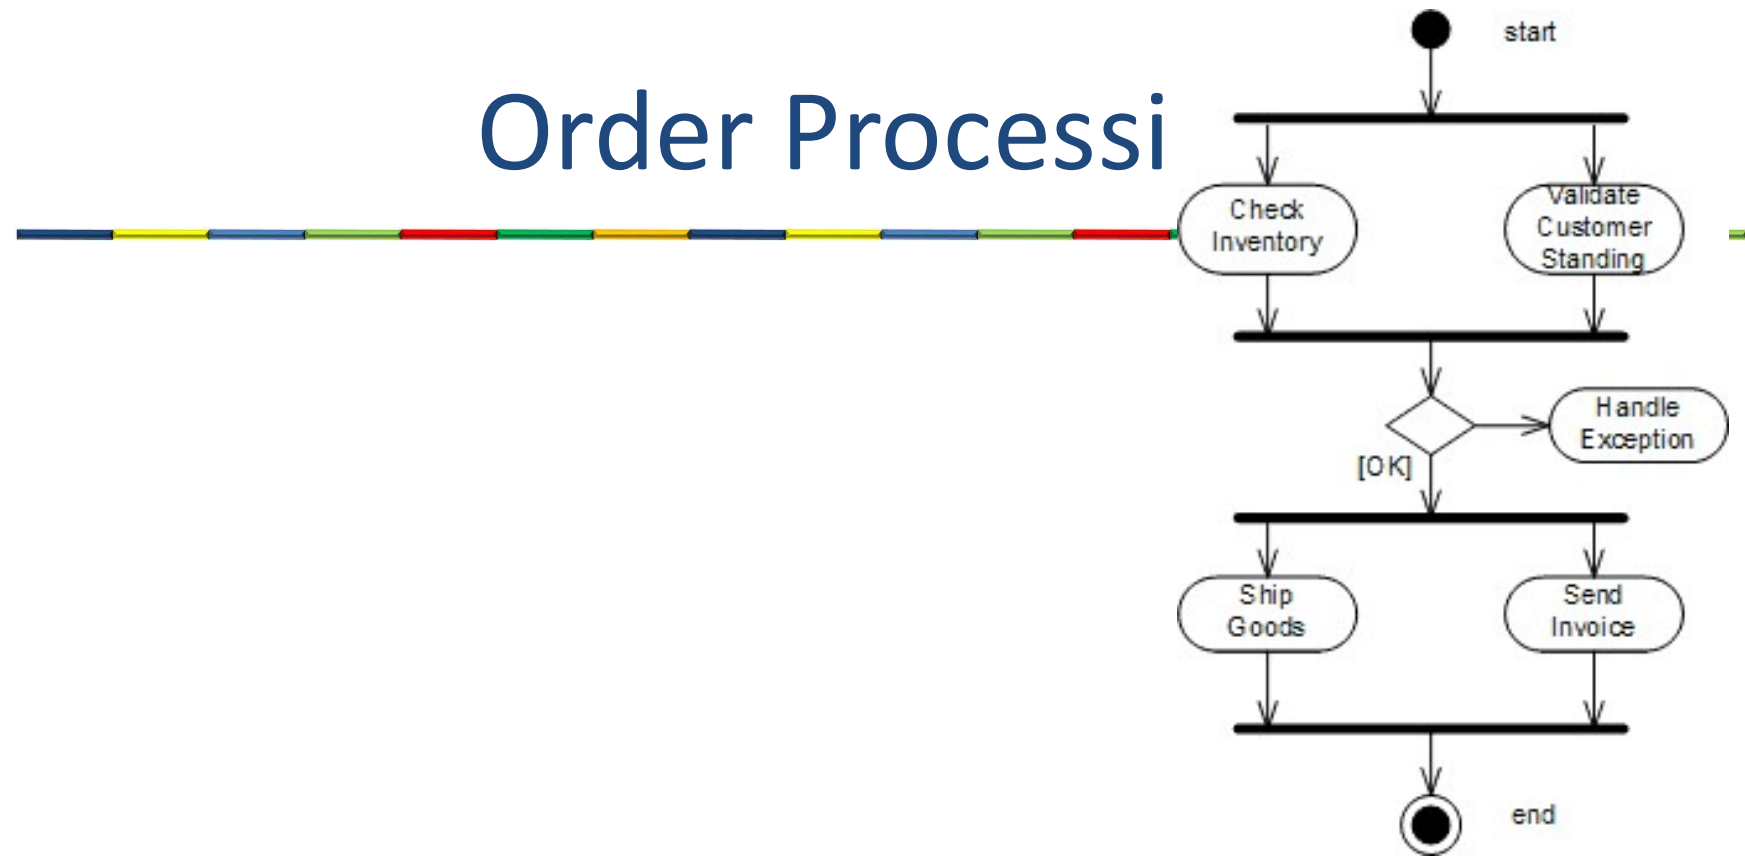 start
Order Processi
Check
Inventory
Validate
Customer
Standing
Handle
Exception
[OK]
Ship
Goods
Send
Invoice
end